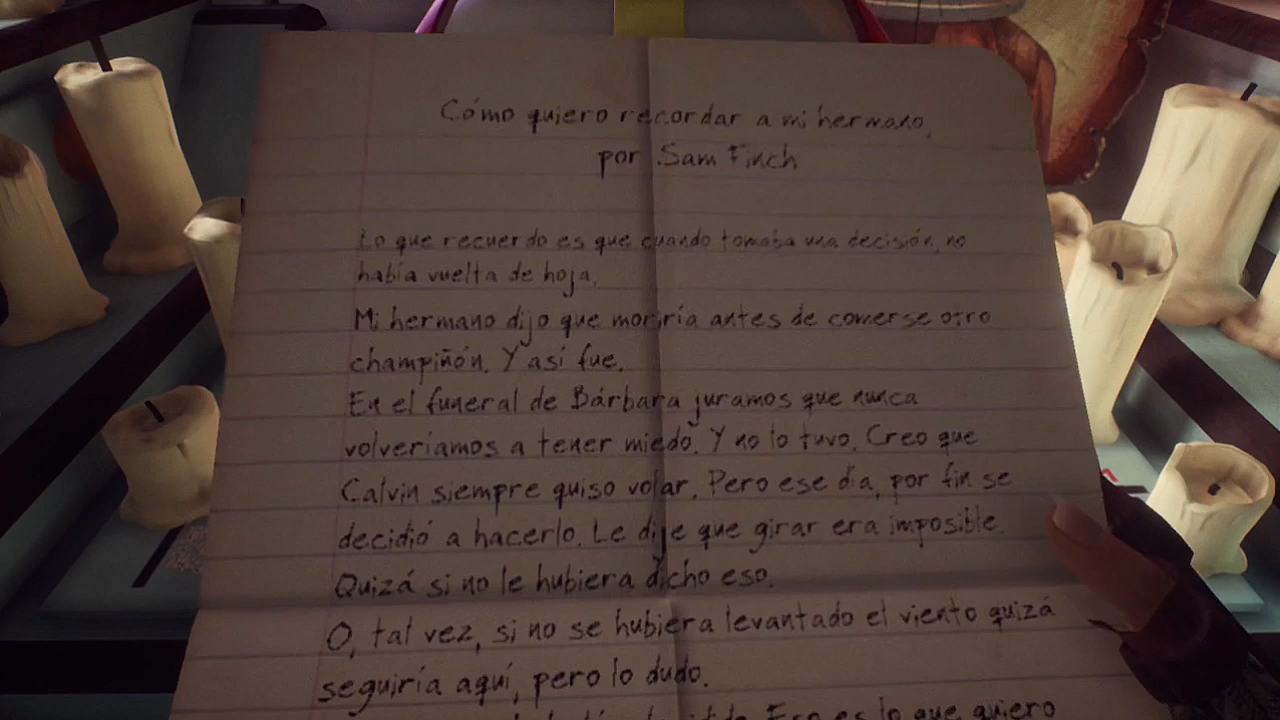 Cómo quiero recordar a mi hermano,
por Sam Finch
Lo que recuerdo es que cuando tomaba una decisión, no
había vuelta de hoja.
Mi hermano dijo que moriría antes de comerse otro
champiñón. Y así fue.
En el funeral de Bárbara juramos que nunca
volveríamos a tener miedo. Y no lo tuvo. Creo que
Calvin siempre quiso volar. Pero ese día, por fin se
decidió a hacerlo. Le dije que girar era imposible.
Quizá si no le hubiera dicho eso.
O, tal vez, si no se hubiera levantado el viento quizá
seguiría aquí, pero lo dudo.
Eso es lo que quiero